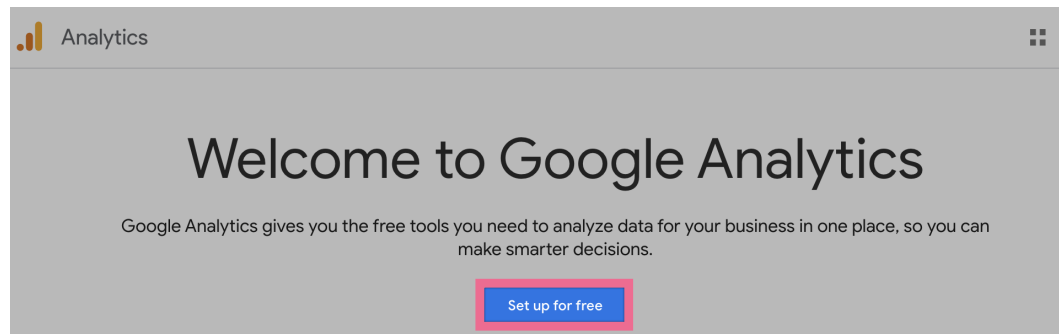 Analytics
Welcome to Google Analytics
Google Analytics gives you the free tools you need to analyze data for your business in one place, so you can
make smarter decisions.
Set up for free